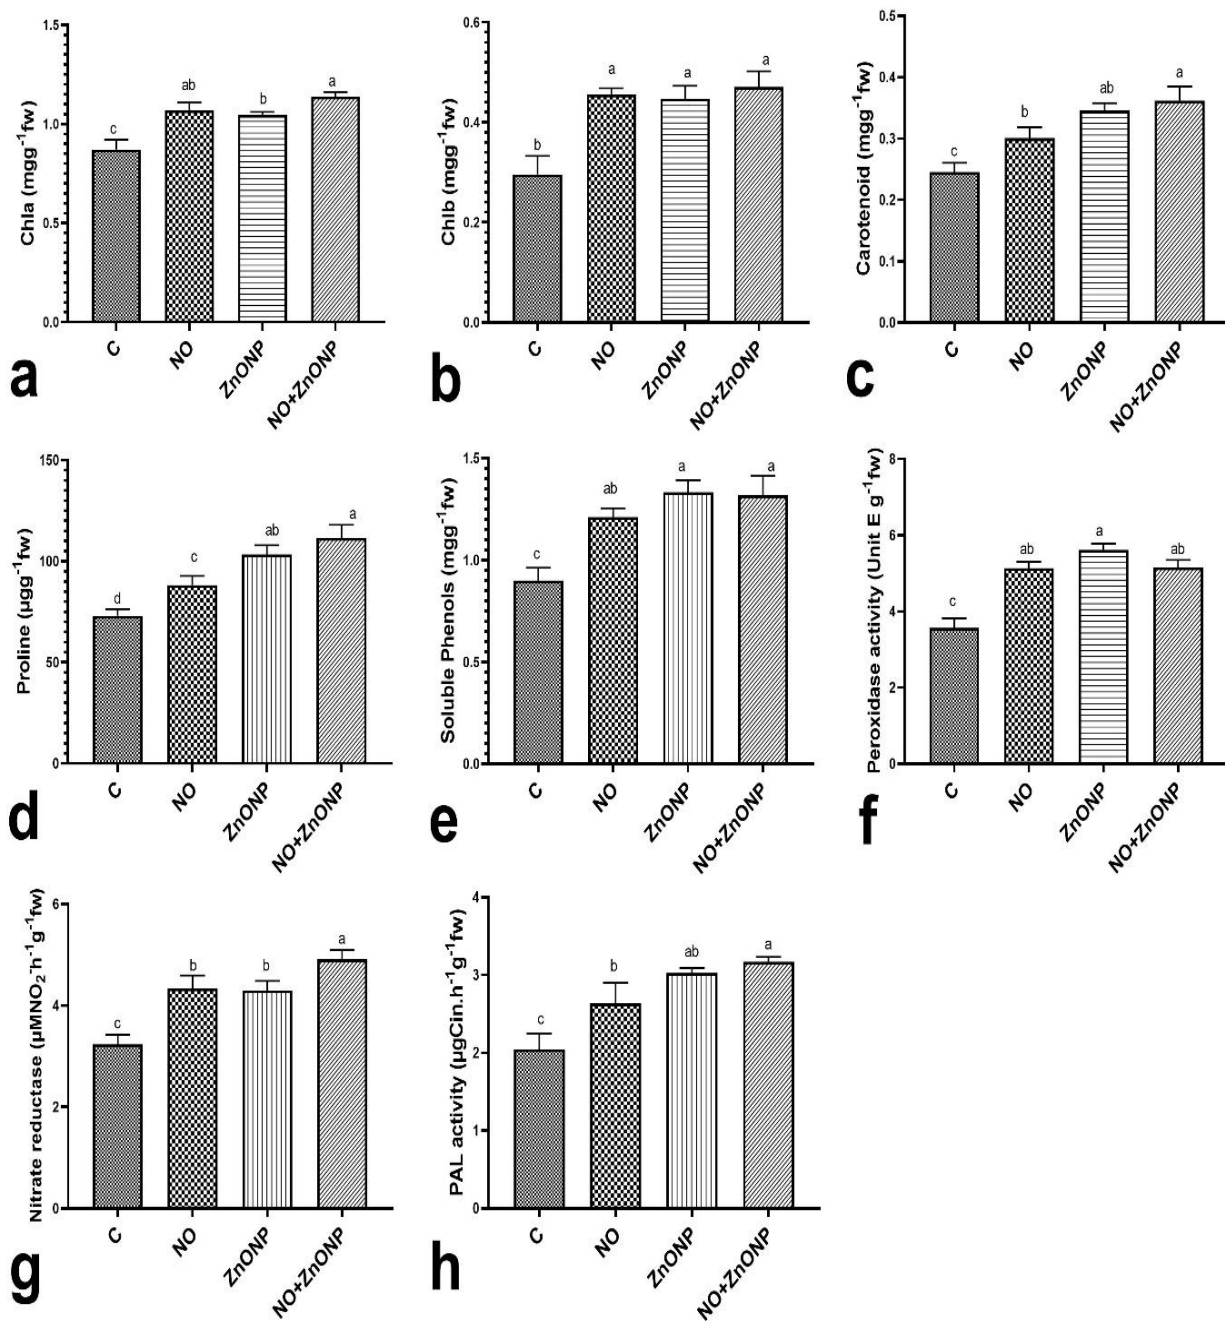 Chla (mgg⁻¹fw)
1.5
1.0
0.5
0.0
c
ab
b
a
C
NO
ZnONP
NO+ZnONP
a
Chlb (mgg⁻¹fw)
0.6
0.4
0.2
0.0
b
a
a
a
C
NO
ZnONP
NO+ZnONP
b
Carotenoid (mgg⁻¹fw)
0.5
0.4
0.3
0.2
0.1
0.0
c
b
ab
a
C
NO
ZnONP
NO+ZnONP
c
Proline (µgg⁻¹fw)
150
100
50
0
d
c
ab
a
C
NO
ZnONP
NO+ZnONP
d
Soluble Phenols (mgg⁻¹fw)
1.5
1.0
0.5
0.0
c
ab
a
a
C
NO
ZnONP
NO+ZnONP
e
Peroxidase activity (Unit E g⁻¹fw)
8
6
4
2
0
c
ab
a
ab
C
NO
ZnONP
NO+ZnONP
f
Nitrate reductase (µMNO₂⁻h⁻¹g⁻¹fw)
6
4
2
0
c
b
b
a
C
NO
ZnONP
NO+ZnONP
g
PAL activity (µgCin.h⁻¹g⁻¹fw)
4
3
2
1
0
c
b
ab
a
C
NO
ZnONP
NO+ZnONP
h